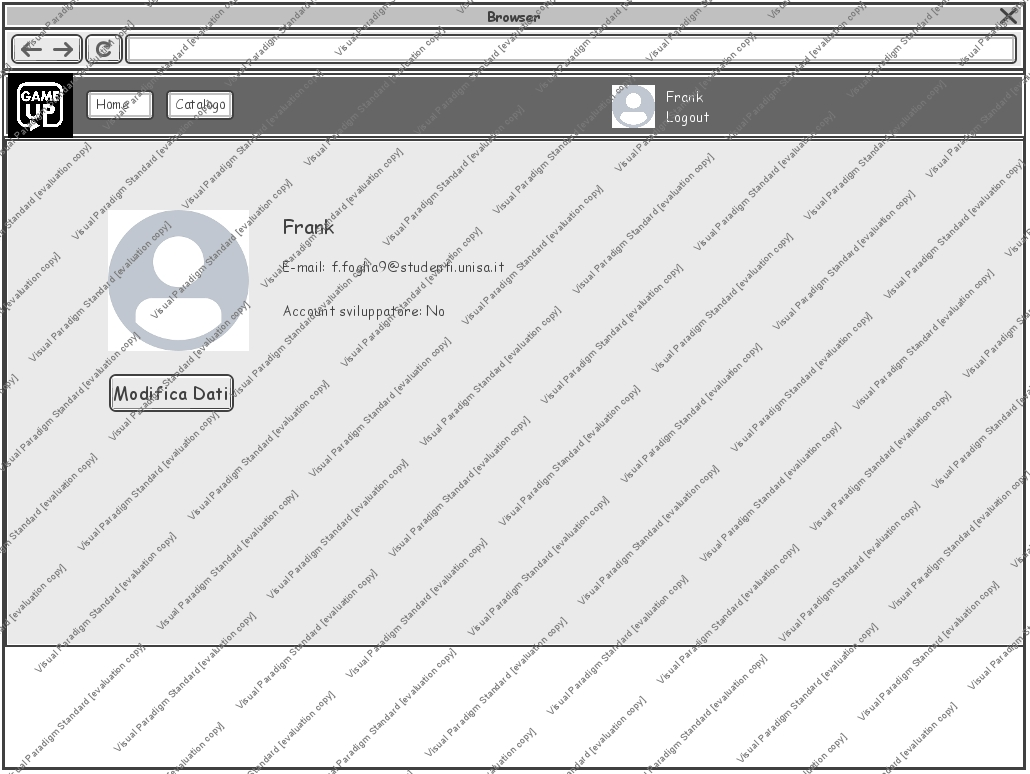 Browser
GAME
UP
Home
Catalogo
Frank
Logout
Frank
E-mail: f.foglia9@studenti.unisa.it
Account sviluppatore: No
Modifica Dati
Visual Paradigm Standard [evaluation copy]